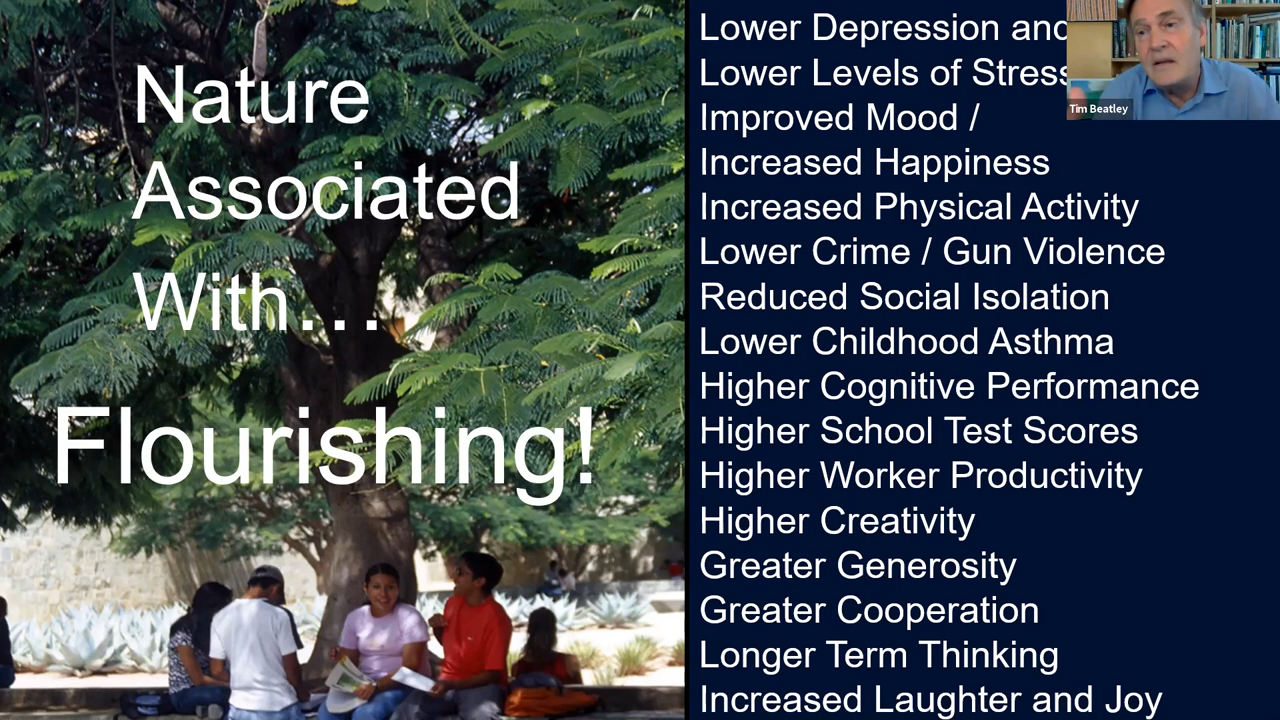 Nature
Associated
With…
Flourishing!
Lower Depression and
Lower Levels of Stress
Improved Mood /
Increased Happiness
Increased Physical Activity
Lower Crime / Gun Violence
Reduced Social Isolation
Lower Childhood Asthma
Higher Cognitive Performance
Higher School Test Scores
Higher Worker Productivity
Higher Creativity
Greater Generosity
Greater Cooperation
Longer Term Thinking
Increased Laughter and Joy
Tim Beatley